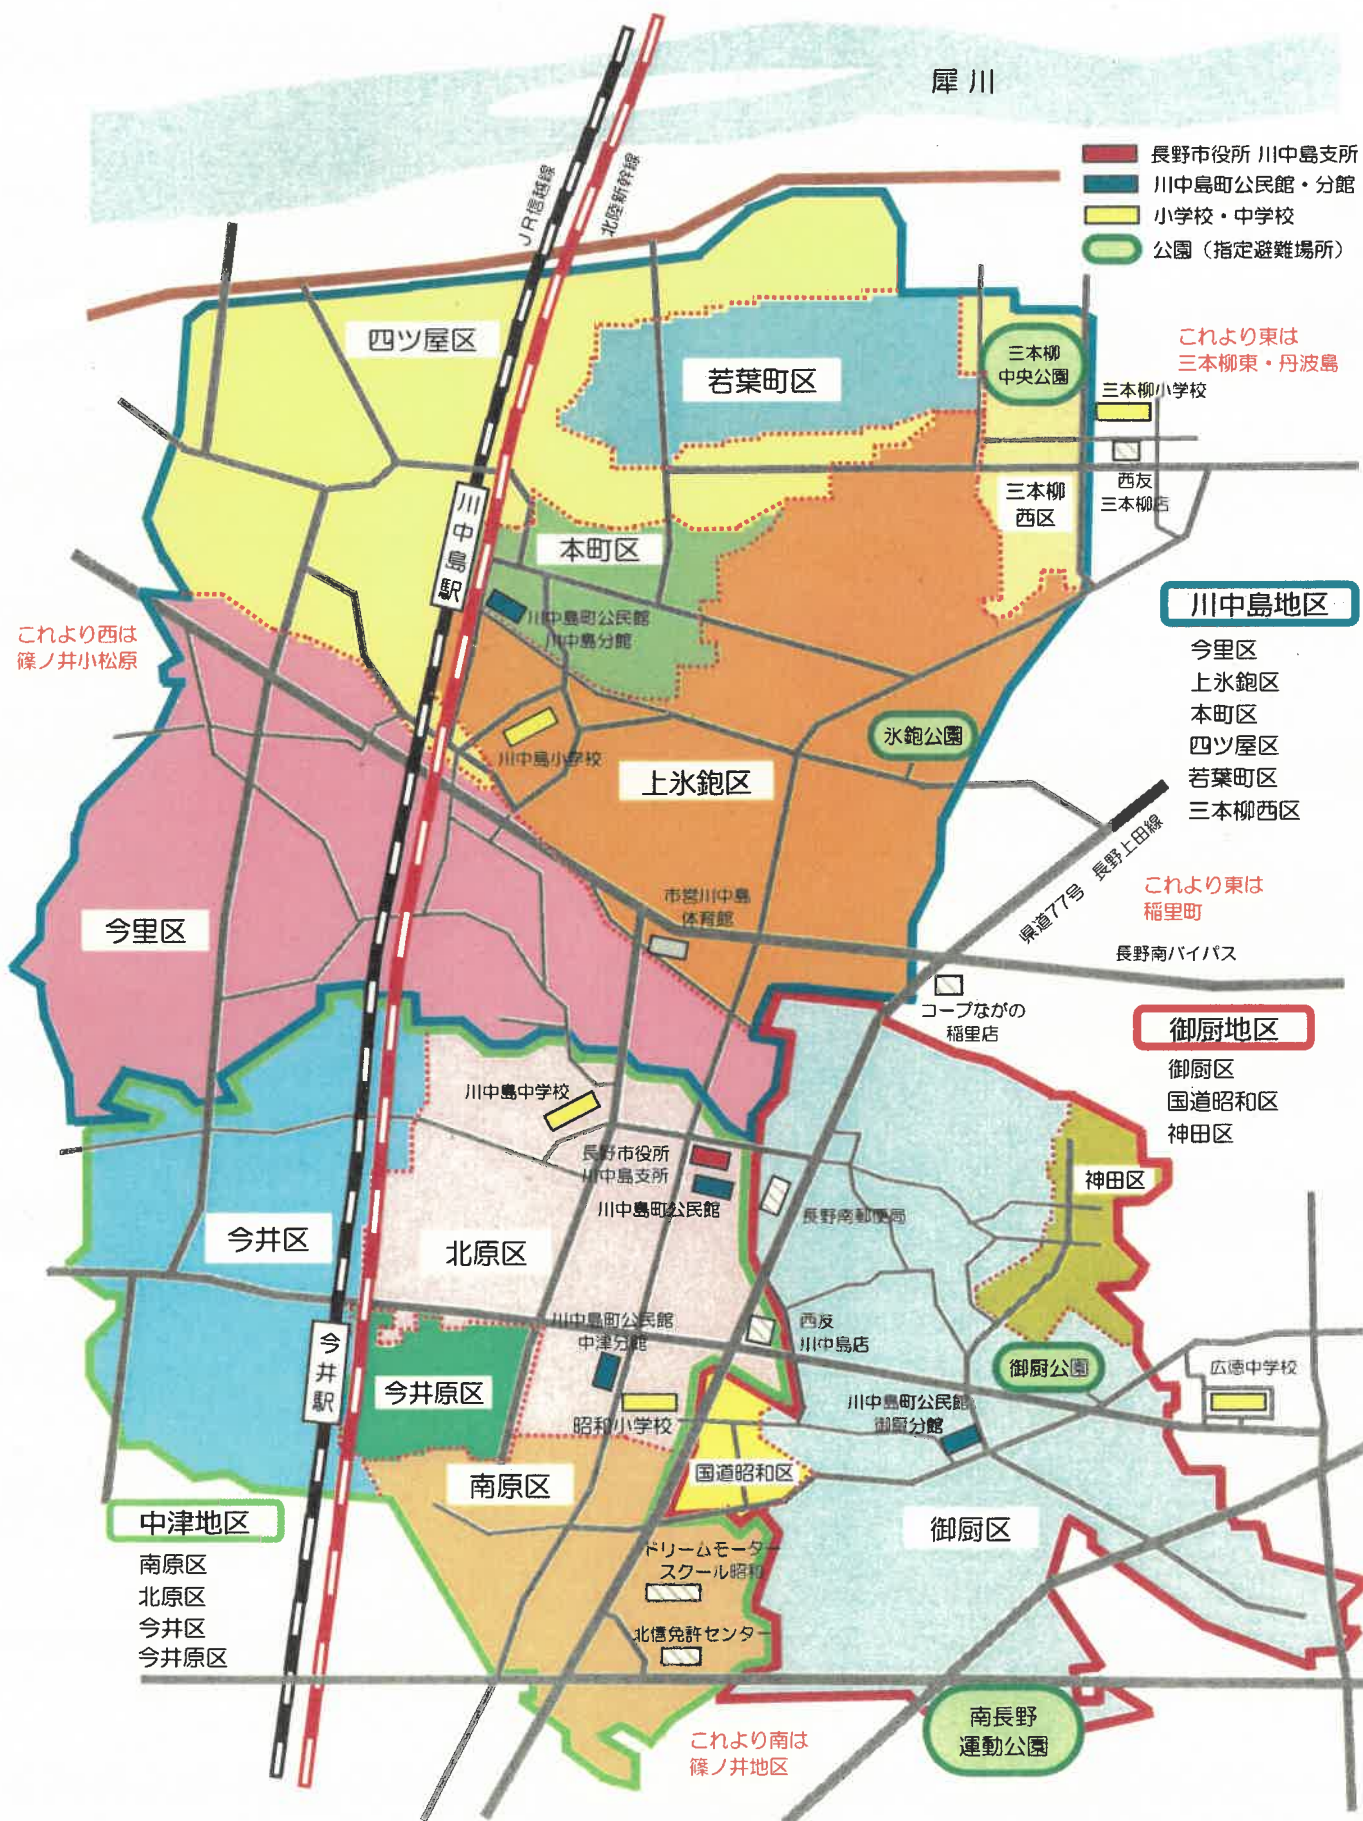 犀川
長野市役所 川中島支所
川中島町公民館・分館
小学校・中学校
公園（指定避難場所）
JR信越線
北陸新幹線
四ツ屋区
若葉町区
三本柳
中央公園
これより東は
三本柳東・丹波島
三本柳小学校
西友
三本柳店
三本柳
西区
川中島駅
本町区
川中島町公民館
川中島分館
これより西は
篠ノ井小松原
川中島地区
今里区
上氷鉋区
本町区
四ツ屋区
若葉町区
三本柳西区
氷鉋公園
川中島小学校
上氷鉋区
県道77号 長野上田線
これより東は
稲里町
市営川中島
体育館
今里区
長野南バイパス
コープながの
稲里店
御厨地区
御厨区
国道昭和区
神田区
川中島中学校
長野市役所
川中島支所
川中島町公民館
神田区
長野南郵便局
今井区
北原区
川中島町公民館
中津分館
西友
川中島店
今井駅
御厨公園
広徳中学校
今井原区
川中島町公民館
御厨分館
昭和小学校
国道昭和区
南原区
御厨区
中津地区
南原区
北原区
今井区
今井原区
ドリームモーター
スクール昭和
北信免許センター
南長野
運動公園
これより南は
篠ノ井地区